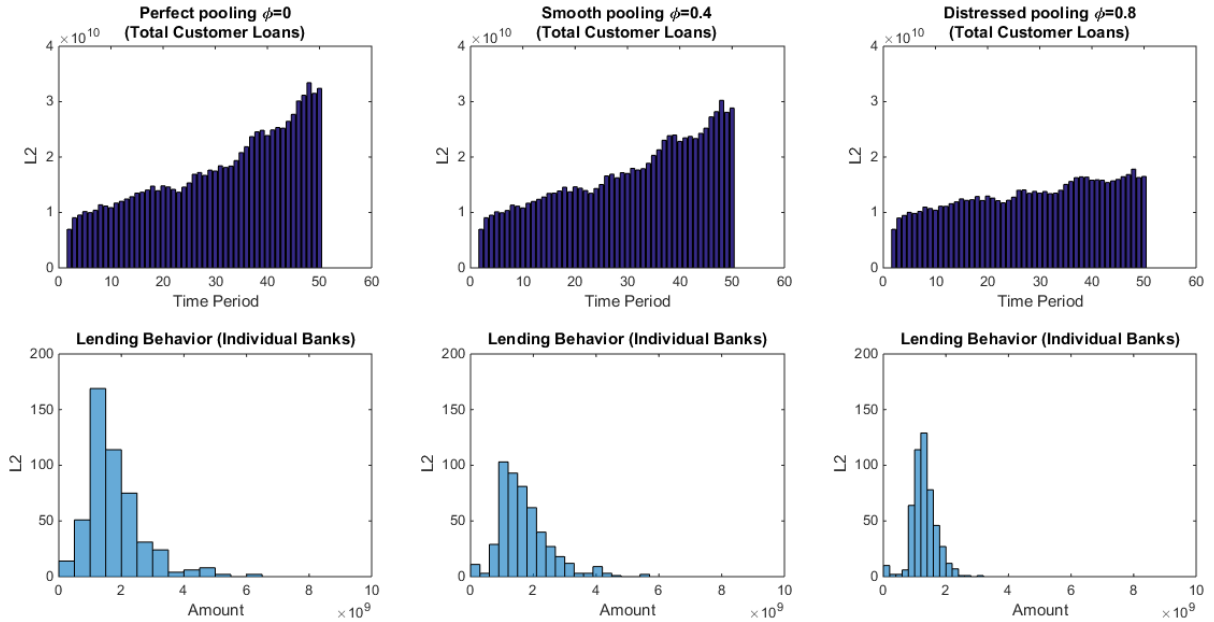 Perfect pooling ϕ=0
(Total Customer Loans)
× 10^10
4
3
2
1
0
L2
0 10 20 30 40 50 60
Time Period
Smooth pooling ϕ=0.4
(Total Customer Loans)
× 10^10
4
3
2
1
0
L2
0 10 20 30 40 50 60
Time Period
Distressed pooling ϕ=0.8
(Total Customer Loans)
× 10^10
4
3
2
1
0
L2
0 10 20 30 40 50 60
Time Period
Lending Behavior (Individual Banks)
200
150
100
50
0
L2
0 2 4 6 8 10
Amount
×10^9
Lending Behavior (Individual Banks)
200
150
100
50
0
L2
0 2 4 6 8 10
Amount
×10^9
Lending Behavior (Individual Banks)
200
150
100
50
0
L2
0 2 4 6 8 10
Amount
×10^9